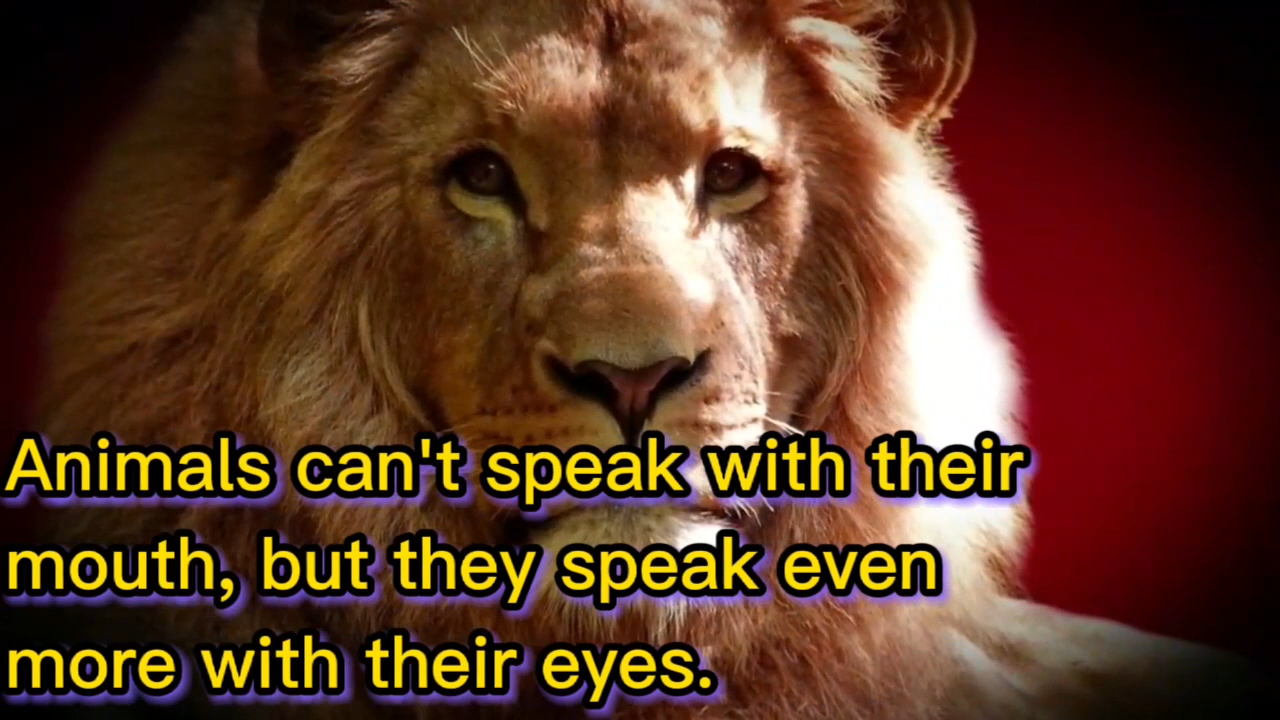 Animals can't speak with their
mouth, but they speak even
more with their eyes.